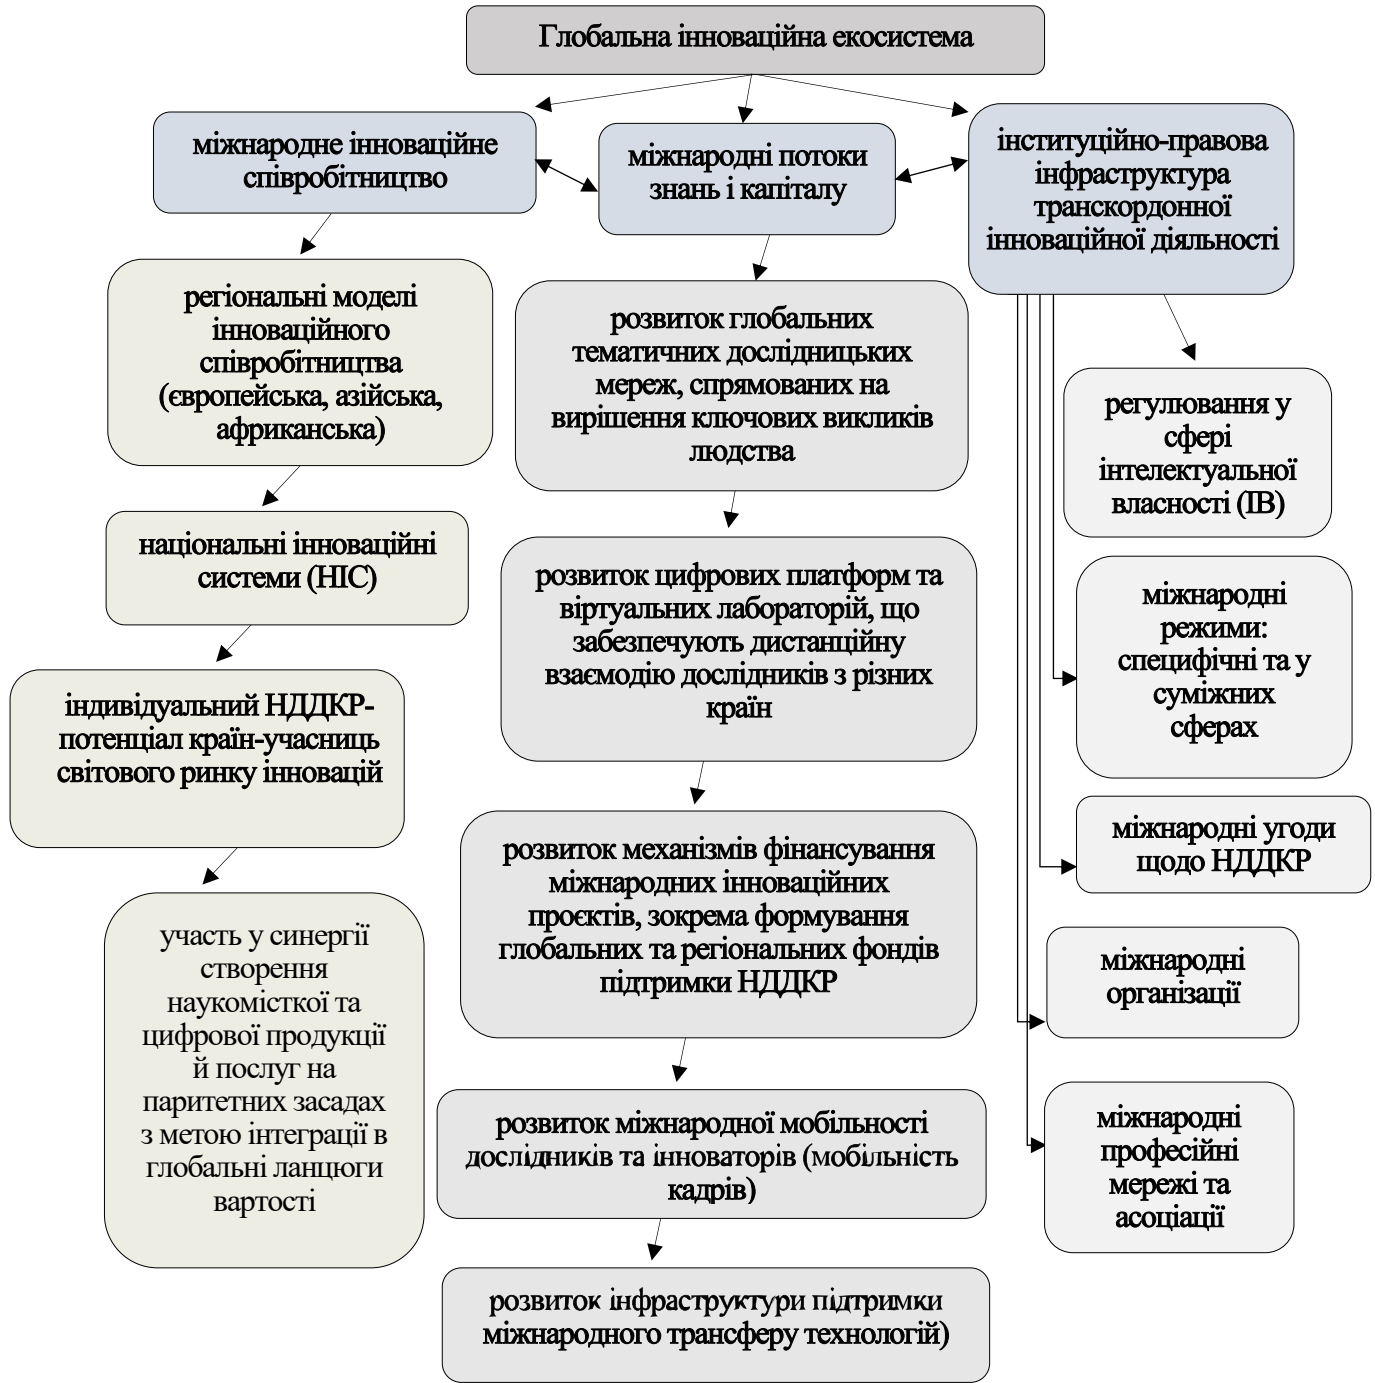 Глобальна інноваційна екосистема
міжнародне інноваційне
співробітництво
міжнародні потоки
знань і капіталу
інституційно-правова
інфраструктура
транскордонної
інноваційної діяльності
регіональні моделі
інноваційного
співробітництва
(європейська, азійська,
африканська)
національні інноваційні
системи (НІС)
індивідуальний НДДКР-
потенціал країн-учасниць
світового ринку інновацій
участь у синергії
створення
наукомісткої та
цифрової продукції
й послуг на
паритетних засадах
з метою інтеграції в
глобальні ланцюги
вартості
розвиток глобальних
тематичних дослідницьких
мереж, спрямованих на
вирішення ключових викликів
людства
розвиток цифрових платформ та
віртуальних лабораторій, що
забезпечують дистанційну
взаємодію дослідників з різних
країн
розвиток механізмів фінансування
міжнародних інноваційних
проєктів, зокрема формування
глобальних та регіональних фондів
підтримки НДДКР
розвиток міжнародної мобільності
дослідників та інноваторів (мобільність
кадрів)
розвиток інфраструктури підтримки
міжнародного трансферу технологій)
регулювання у
сфері
інтелектуальної
власності (ІВ)
міжнародні
режими:
специфічні та у
суміжних
сферах
міжнародні угоди
щодо НДДКР
міжнародні
організації
міжнародні
професійні
мережі та
асоціації